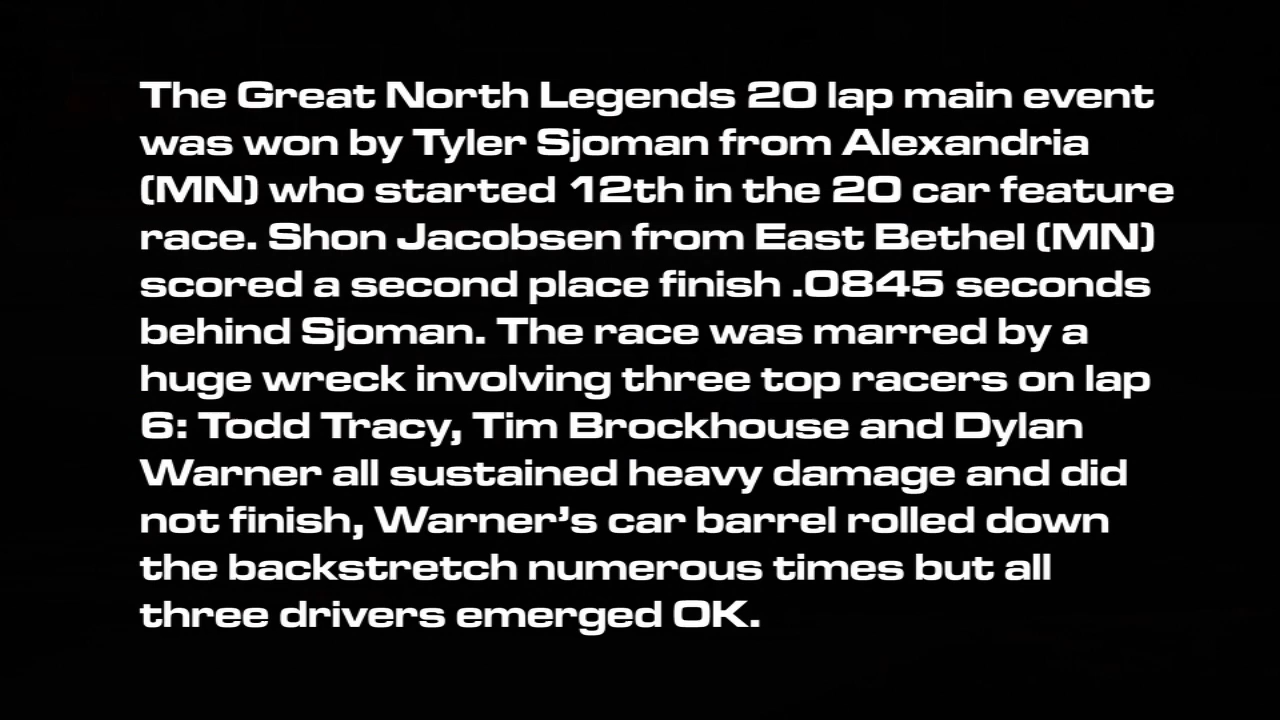 The Great North Legends 20 lap main event
was won by Tyler Sjoman from Alexandria
(MN) who started 12th in the 20 car feature
race. Shon Jacobsen from East Bethel (MN)
scored a second place finish .0845 seconds
behind Sjoman. The race was marred by a
huge wreck involving three top racers on lap
6: Todd Tracy, Tim Brockhouse and Dylan
Warner all sustained heavy damage and did
not finish, Warner's car barrel rolled down
the backstretch numerous times but all
three drivers emerged OK.